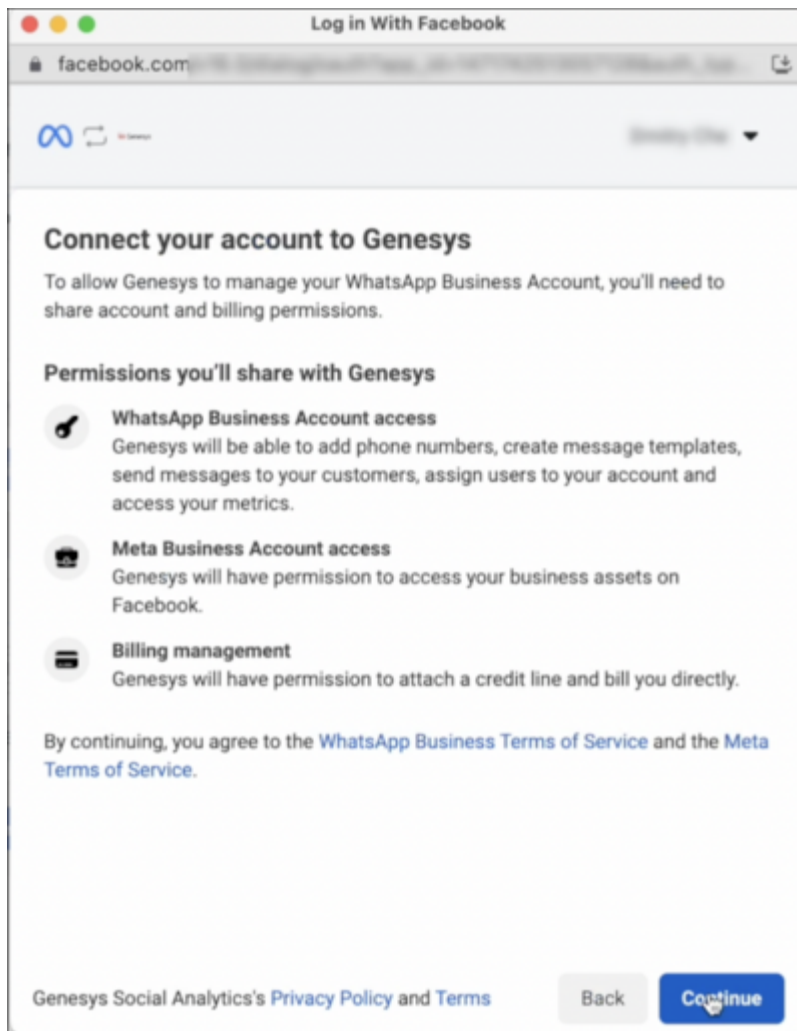 Log in With Facebook
facebook.com
Genesys
Connect your account to Genesys
To allow Genesys to manage your WhatsApp Business Account, you'll need to
share account and billing permissions.
Permissions you'll share with Genesys
WhatsApp Business Account access
Genesys will be able to add phone numbers, create message templates,
send messages to your customers, assign users to your account and
access your metrics.
Meta Business Account access
Genesys will have permission to access your business assets on
Facebook.
Billing management
Genesys will have permission to attach a credit line and bill you directly.
By continuing, you agree to the WhatsApp Business Terms of Service and the Meta
Terms of Service.
Genesys Social Analytics's Privacy Policy and Terms
Back
Continue